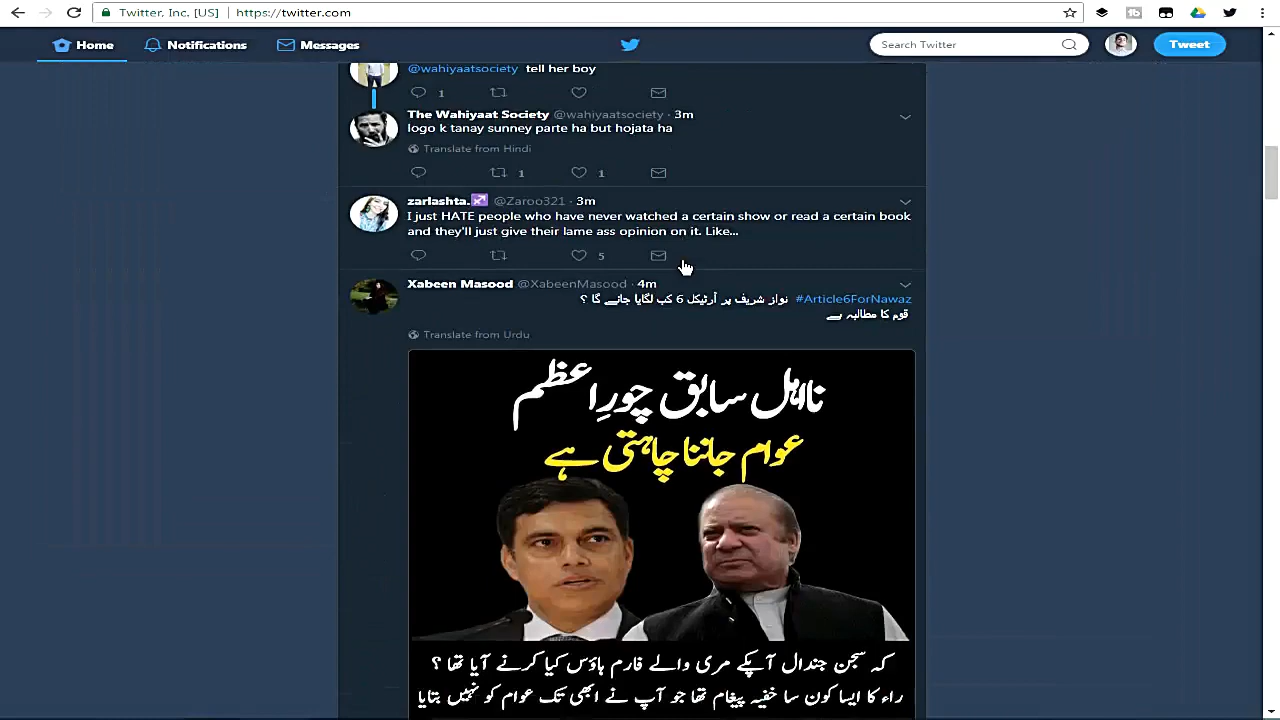 Twitter, Inc. [US] | https://twitter.com
Home Notifications Messages Search Twitter Tweet
@wahiyaatsociety tell her boy
1
The Wahiyaat Society @wahiyaatsociety · 3m
logo k tanay sunney parte ha but hojata ha
Translate from Hindi
1 1
zarlashta. @Zaroo321 · 3m
I just HATE people who have never watched a certain show or read a certain book
and they'll just give their lame ass opinion on it. Like...
5
Xabeen Masood @XabeenMasood · 4m
#Article6ForNawaz نواز شریف پر آرٹیکل 6 کب لگایا جائے گا ؟
قوم کا مطالبہ ہے
Translate from Urdu
نااہل سابق چورِاعظم
عوام جاننا چاہتی ہے
کہ سجن جندال آپکے مری والے فارم ہاؤس کیا کرنے آیا تھا ؟
راء کا ایسا کون سا خفیہ پیغام تھا جو آپ نے ابھی تک عوام کو نہیں بتایا